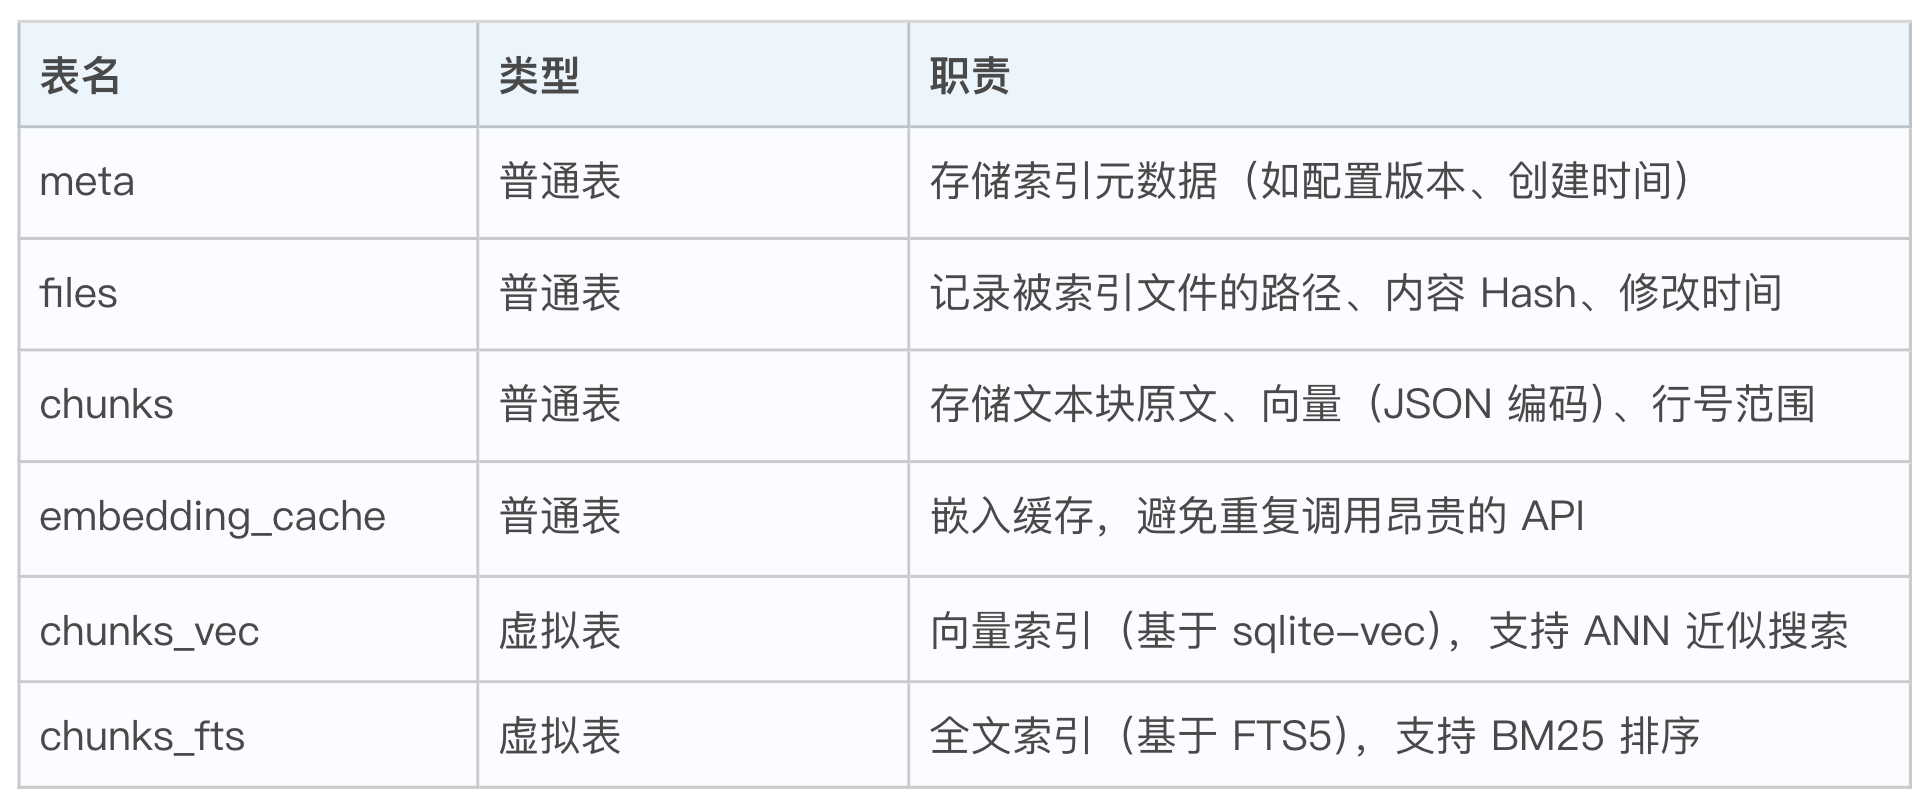 表名 类型 职责
meta 普通表 存储索引元数据（如配置版本、创建时间）
files 普通表 记录被索引文件的路径、内容 Hash、修改时间
chunks 普通表 存储文本块原文、向量（JSON 编码）、行号范围
embedding_cache 普通表 嵌入缓存，避免重复调用昂贵的 API
chunks_vec 虚拟表 向量索引（基于 sqlite-vec），支持 ANN 近似搜索
chunks_fts 虚拟表 全文索引（基于 FTS5），支持 BM25 排序